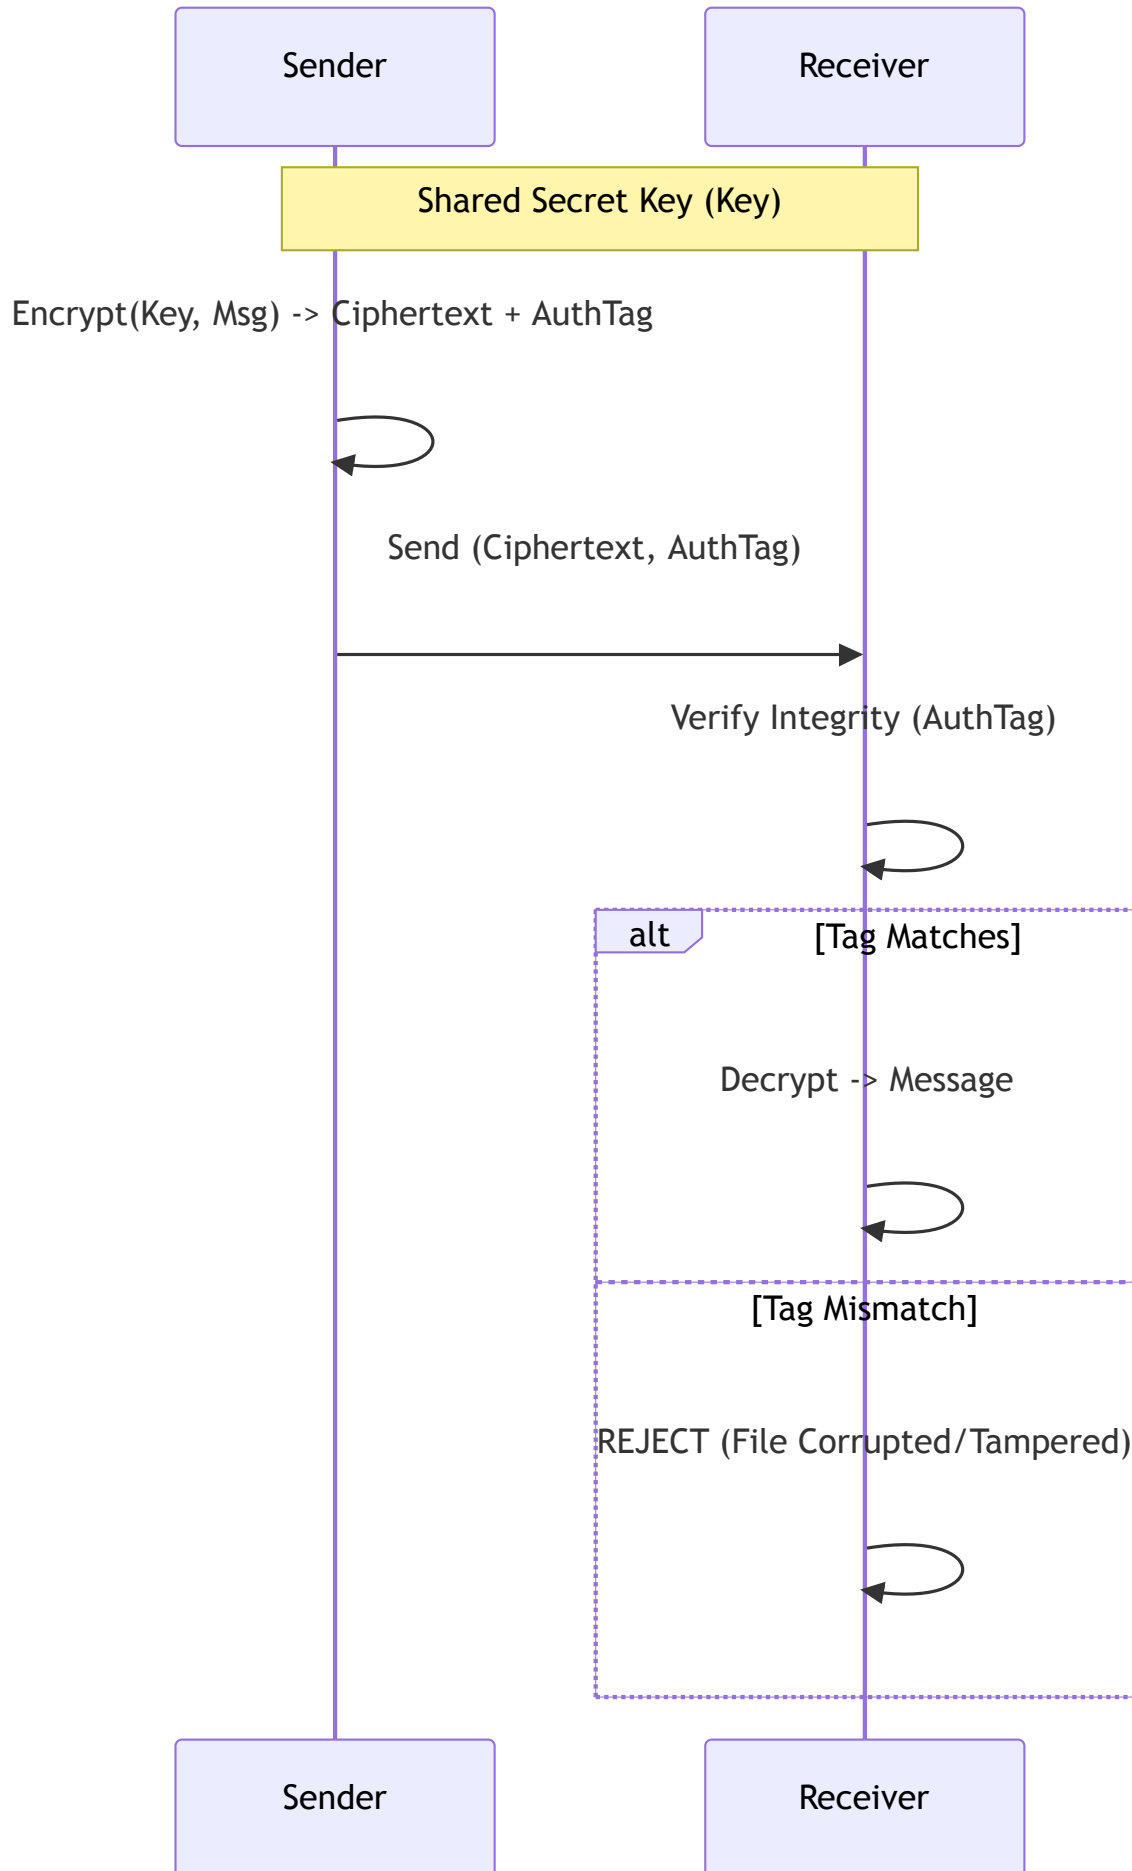 Sender
Receiver
Shared Secret Key (Key)
Encrypt(Key, Msg) -> Ciphertext + AuthTag
Send (Ciphertext, AuthTag)
Verify Integrity (AuthTag)
alt
[Tag Matches]
Decrypt -> Message
[Tag Mismatch]
REJECT (File Corrupted/Tampered)
Sender
Receiver